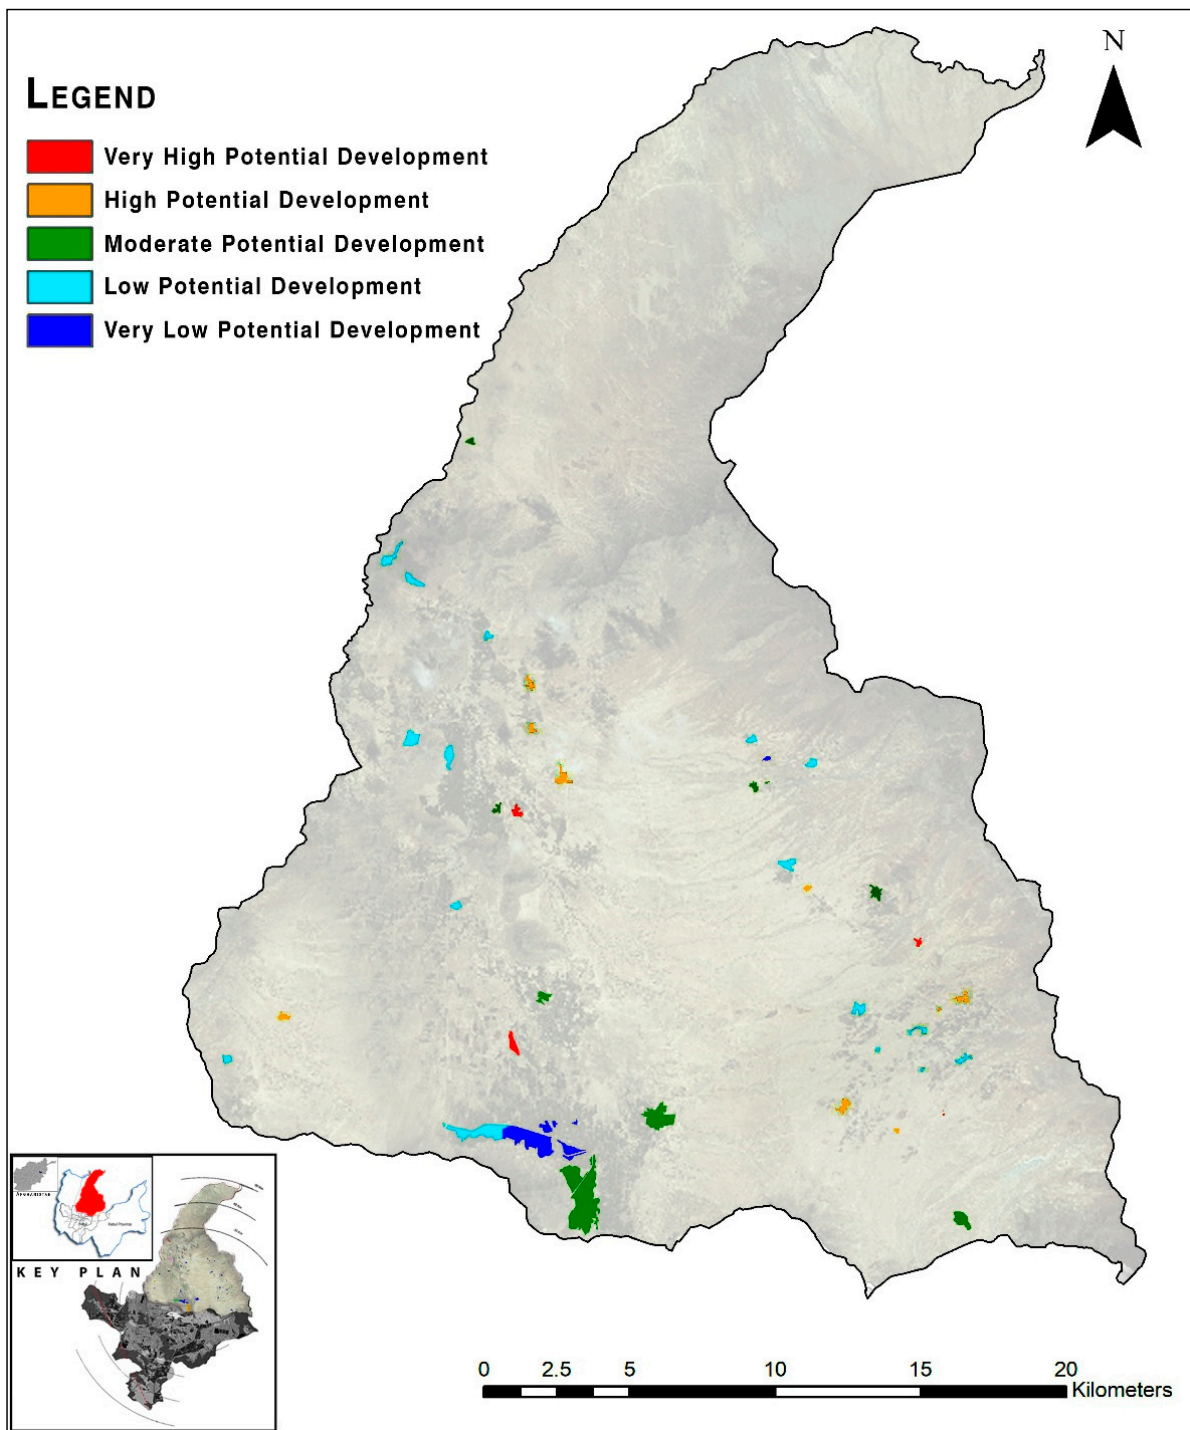 N
LEGEND
Very High Potential Development
High Potential Development
Moderate Potential Development
Low Potential Development
Very Low Potential Development
AFGHANISTAN
KEY PLAN
0 2.5 5 10 15 20
Kilometers